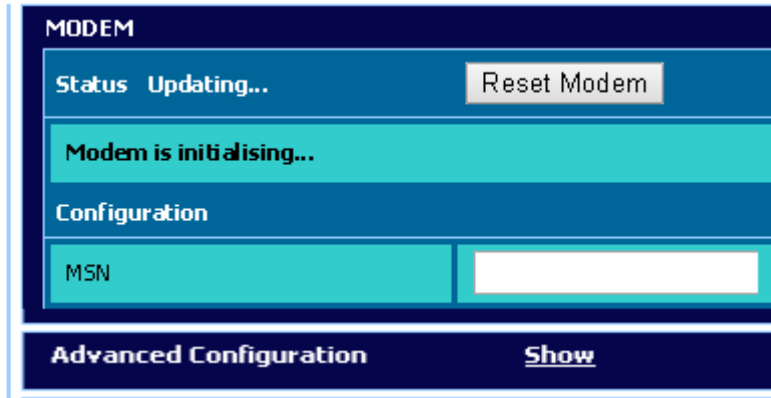 MODEM
Status Updating... Reset Modem
Modem is initialising...
Configuration
MSN
Advanced Configuration Show